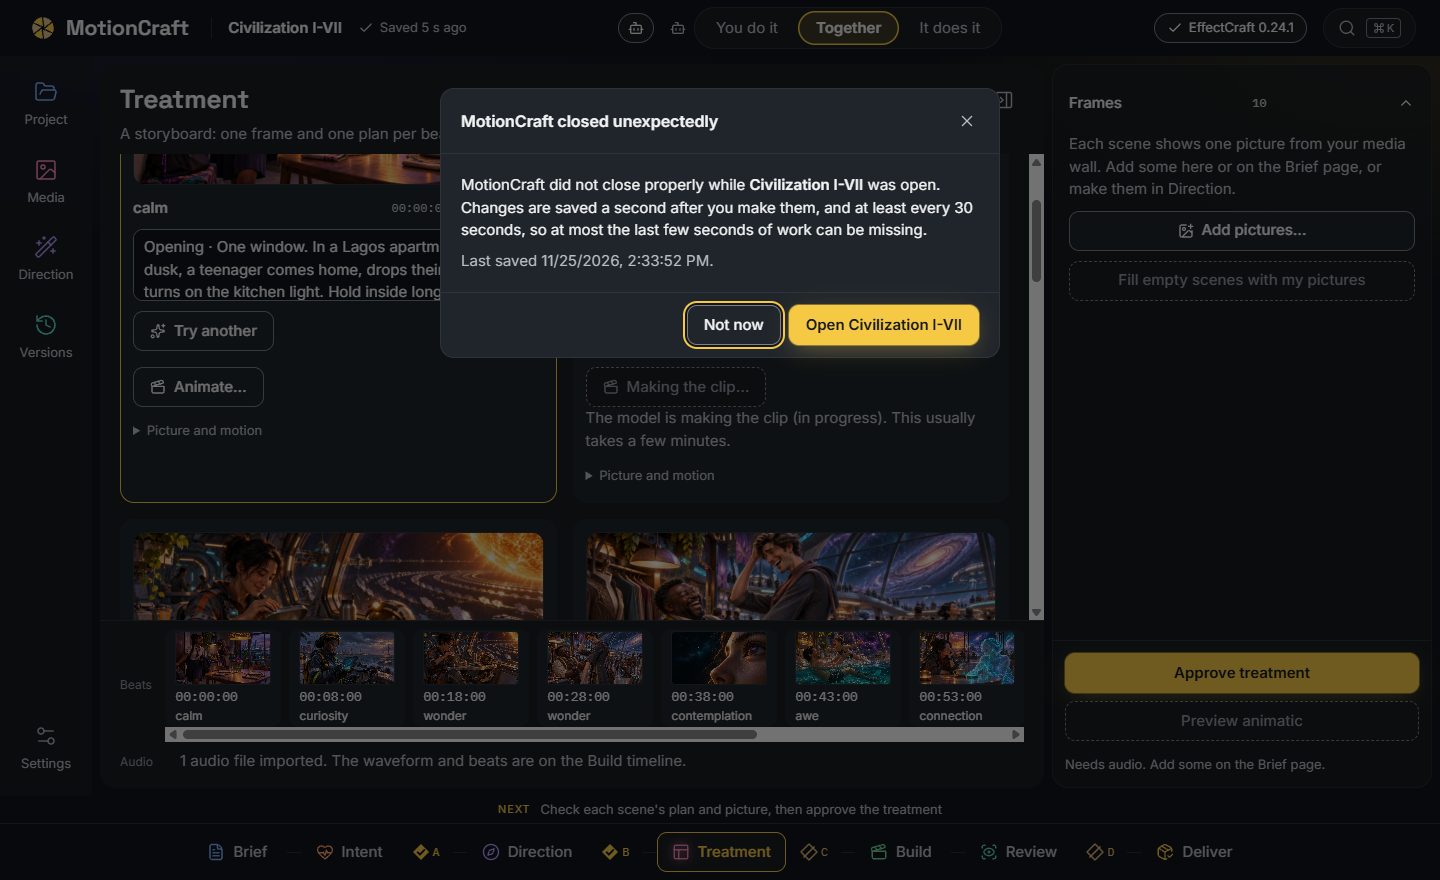 MotionCraft
Civilization I-VII
Saved 5 s ago
You do it
Together
It does it
EffectCraft 0.24.1
⌘K
Project
Media
Direction
Versions
Settings
Treatment
A storyboard: one frame and one plan per
calm
Opening · One window. In a Lagos
dusk, a teenager comes home, drops
turns on the kitchen light. Hold inside long
Try another
Animate...
Picture and motion
MotionCraft closed unexpectedly
MotionCraft did not close properly while Civilization I-VII was open.
Changes are saved a second after you make them, and at least every 30
seconds, so at most the last few seconds of work can be missing.
Last saved 11/25/2026, 2:33:52 PM.
Not now
Open Civilization I-VII
Making the clip...
The model is making the clip (in progress). This usually
takes a few minutes.
Picture and motion
Frames
10
Each scene shows one picture from your media
wall. Add some here or on the Brief page, or
make them in Direction.
Add pictures...
Fill empty scenes with my pictures
Approve treatment
Preview animatic
Needs audio. Add some on the Brief page.
Beats
00:00:00
calm
00:08:00
curiosity
00:18:00
wonder
00:28:00
wonder
00:38:00
contemplation
00:43:00
awe
00:53:00
connection
Audio
1 audio file imported. The waveform and beats are on the Build timeline.
NEXT Check each scene's plan and picture, then approve the treatment
Brief
Intent
A
Direction
B
Treatment
C
Build
Review
D
Deliver